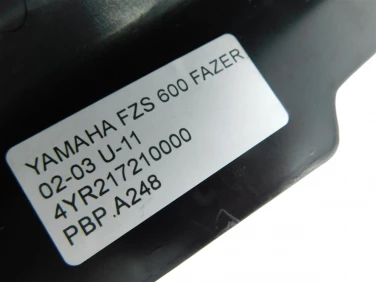 YAMAHA FZS 600 FAZER
02-03 U-11
4YR217210000
PBP.A248